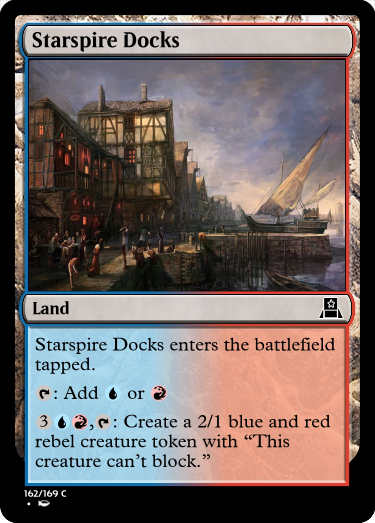 Starspire Docks
Land
Starspire Docks enters the battlefield
tapped.
: Add or
3 , : Create a 2/1 blue and red
rebel creature token with “This
creature can’t block.”
162/169 C